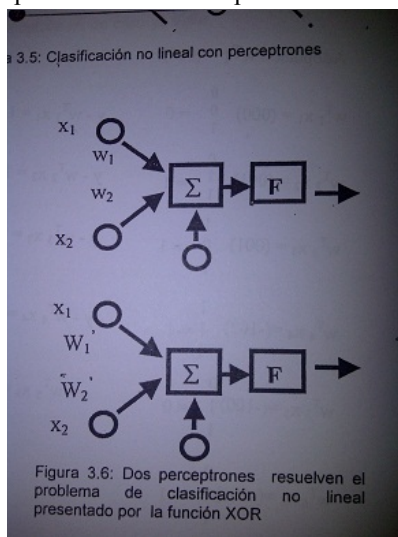 3.5: Clasificación no lineal con perceptrones
x₁
w₁
w₂
Σ
F
x₂
x₁
W₁'
Σ
F
W₂'
x₂
Figura 3.6: Dos perceptrones resuelven el
problema de clasificación no lineal
presentado por la función XOR